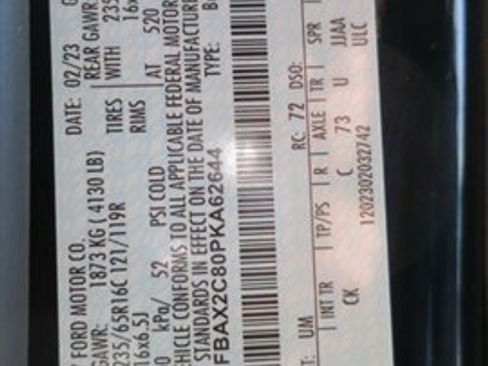 FORD MOTOR CO.
DATE: 02/23
GAWR: 1873 KG ( 4130 LB)
REAR GAWR:
235/65R16C 121/119R
TIRES
WITH
235
16x6.5J
RIMS
16x
0 kPa/ 52 PSI COLD
AT 520
VEHICLE CONFORMS TO ALL APPLICABLE FEDERAL MOTOR
STANDARDS IN EFFECT ON THE DATE OF MANUFACTURE
FBAX2C80PKA62644
TYPE:
UM
RC: 72 DSO:
INT TR | TP/PS | R | AXLE | TR | SPR
CK C 73 U JJAA
1202302032742 ULC